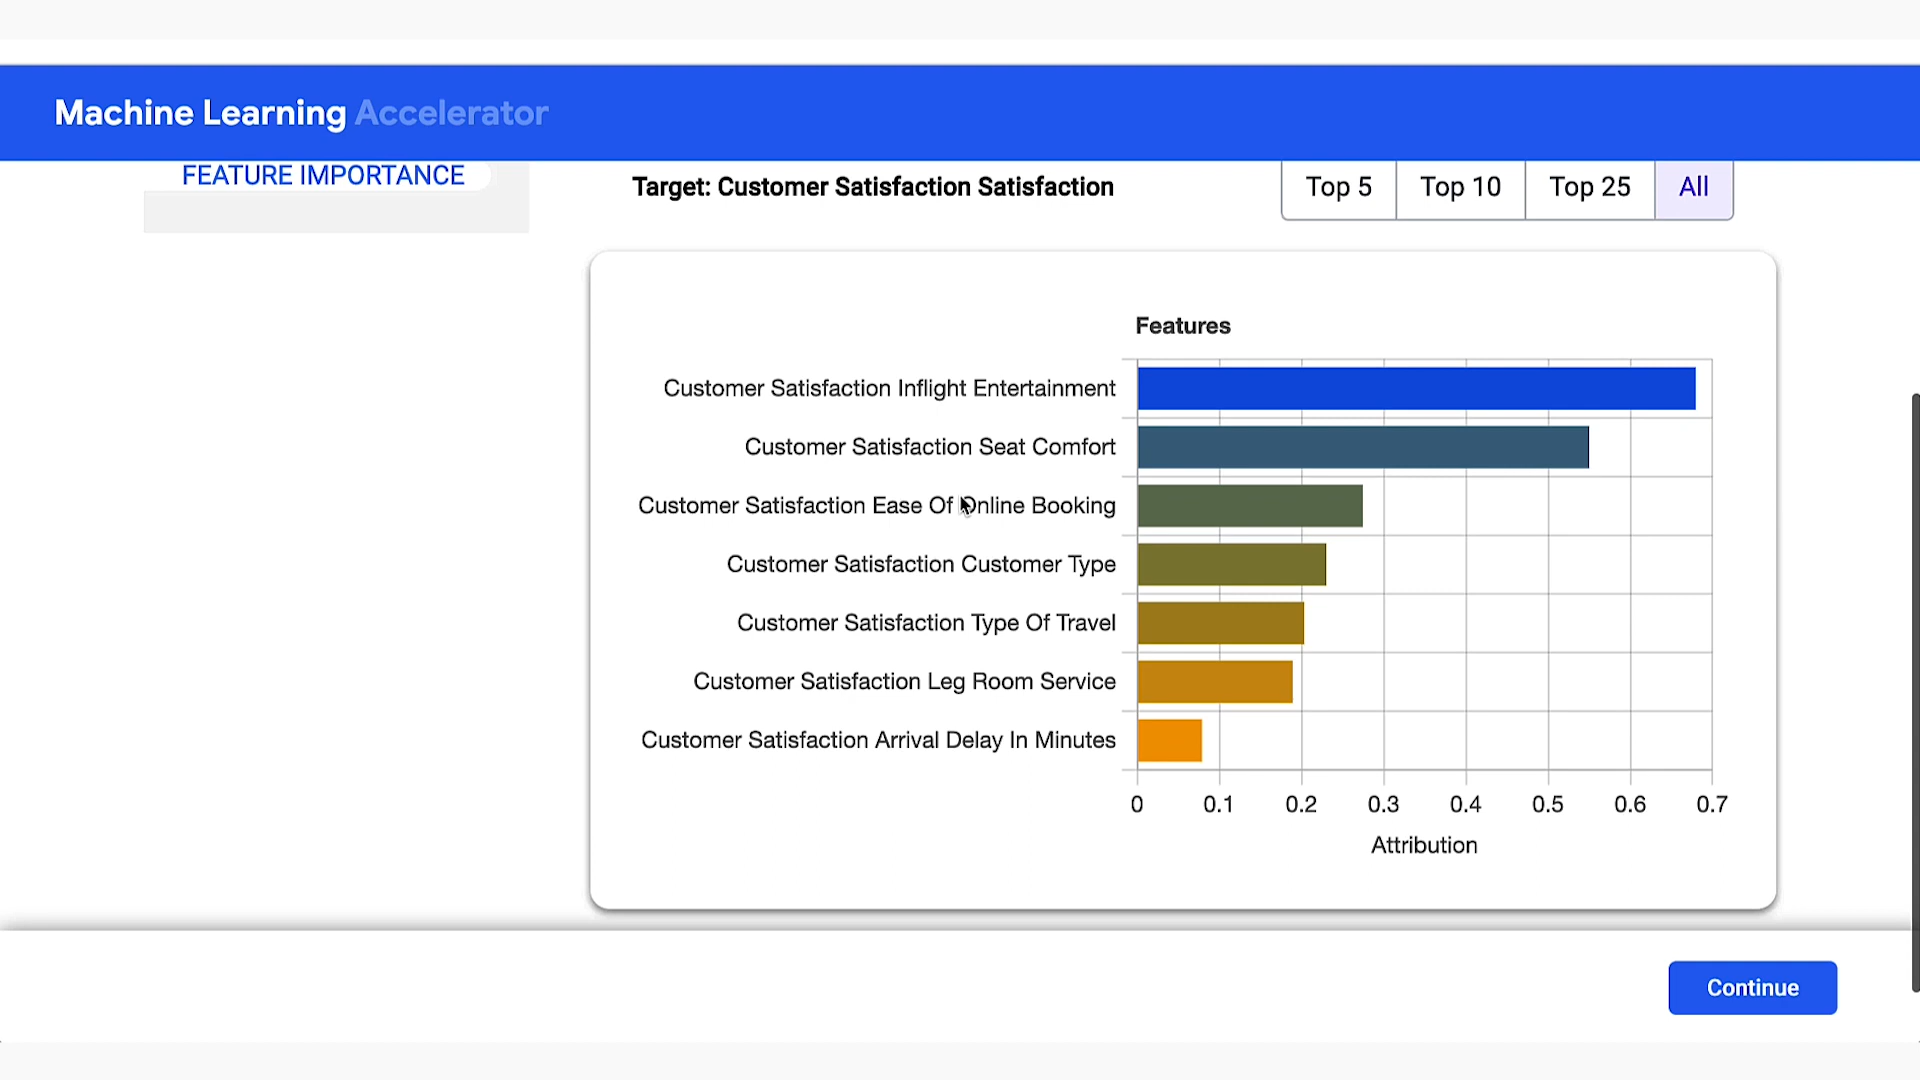 Machine Learning Accelerator
FEATURE IMPORTANCE
Target: Customer Satisfaction Satisfaction
Top 5
Top 10
Top 25
All
Features
Customer Satisfaction Inflight Entertainment
Customer Satisfaction Seat Comfort
Customer Satisfaction Ease Of Online Booking
Customer Satisfaction Customer Type
Customer Satisfaction Type Of Travel
Customer Satisfaction Leg Room Service
Customer Satisfaction Arrival Delay In Minutes
0 0.1 0.2 0.3 0.4 0.5 0.6 0.7
Attribution
Continue